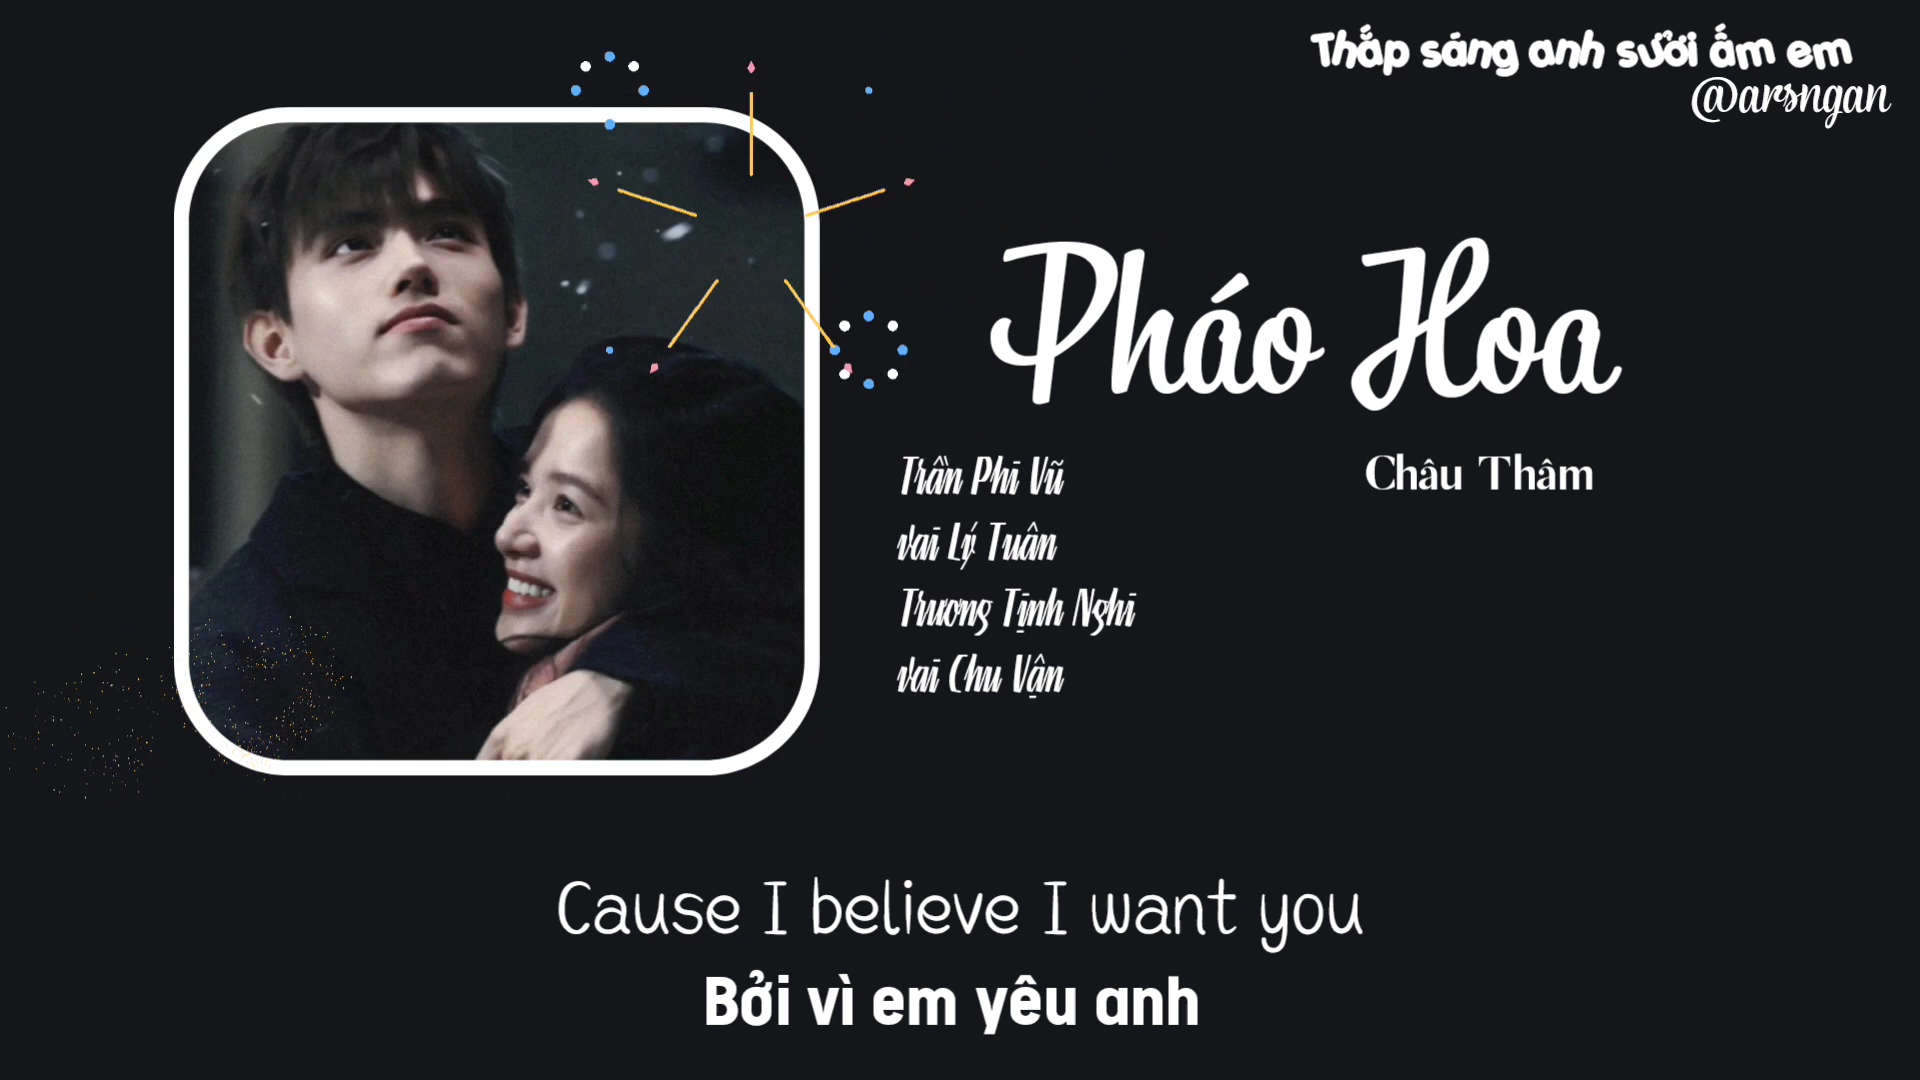 Thắp sáng anh sưởi ấm em
@arsngan
Pháo Hoa
Châu Thâm
Trần Phi Vũ
vai Lý Tuân
Trương Tịnh Nghi
vai Chu Vận
Cause I believe I want you
Bởi vì em yêu anh